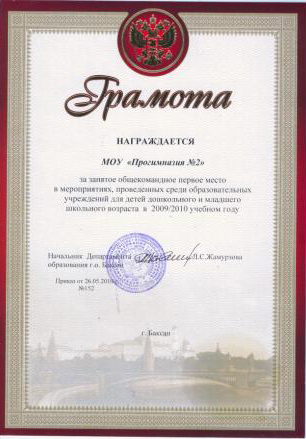 Грамота
НАГРАЖДАЕТСЯ
МОУ «Прогимназия №2»
за занятое общекомандное первое место
в мероприятиях, проведенных среди образовательных
учреждений для детей дошкольного и младшего
школьного возраста в 2009/2010 учебном году
Начальник Департамента Л.С.Жамурзова
образования г.о. Баксан
Приказ от 26.05.2010
№152
г. Баксан